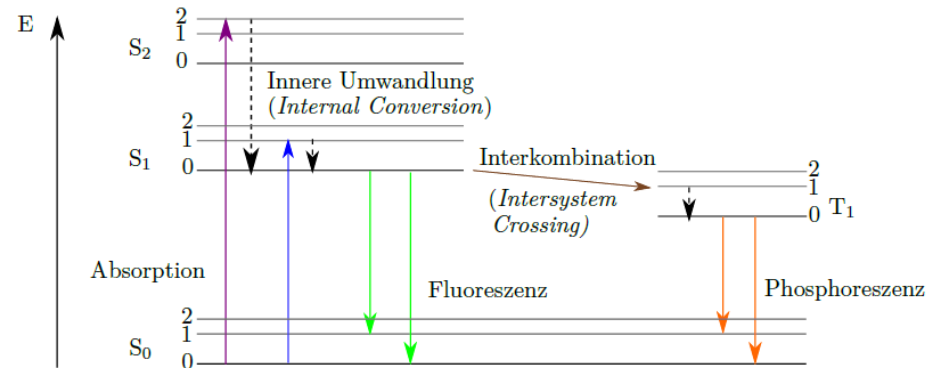 E
S₂
2
1
0
Innere Umwandlung
(Internal Conversion)
S₁
2
1
0
Interkombination
(Intersystem
Crossing)
2
1
0
T₁
Absorption
Fluoreszenz
Phosphoreszenz
S₀
2
1
0